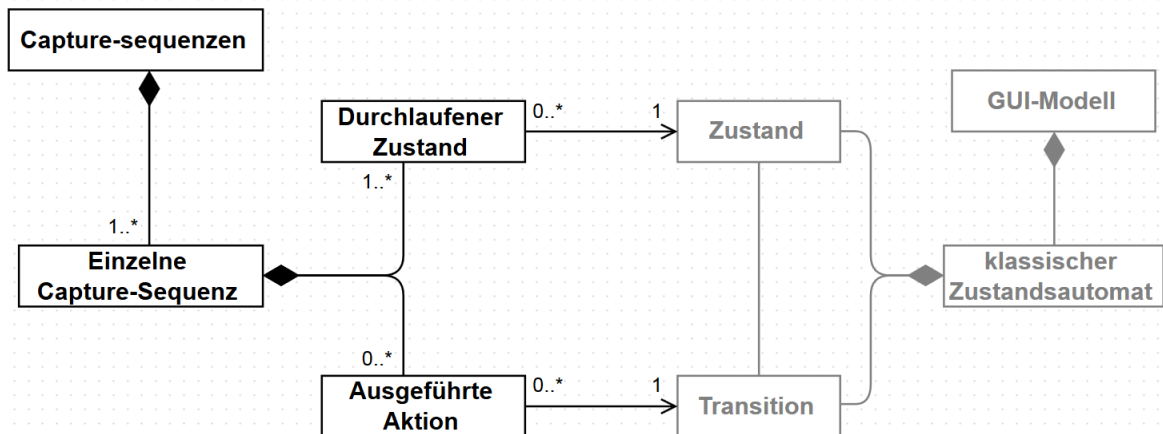 Capture-sequenzen
1..*
Einzelne
Capture-Sequenz
Durchlaufener
Zustand
1..*
0..*
1
Zustand
GUI-Modell
klassischer
Zustandsautomat
0..*
Ausgeführte
Aktion
0..*
1
Transition